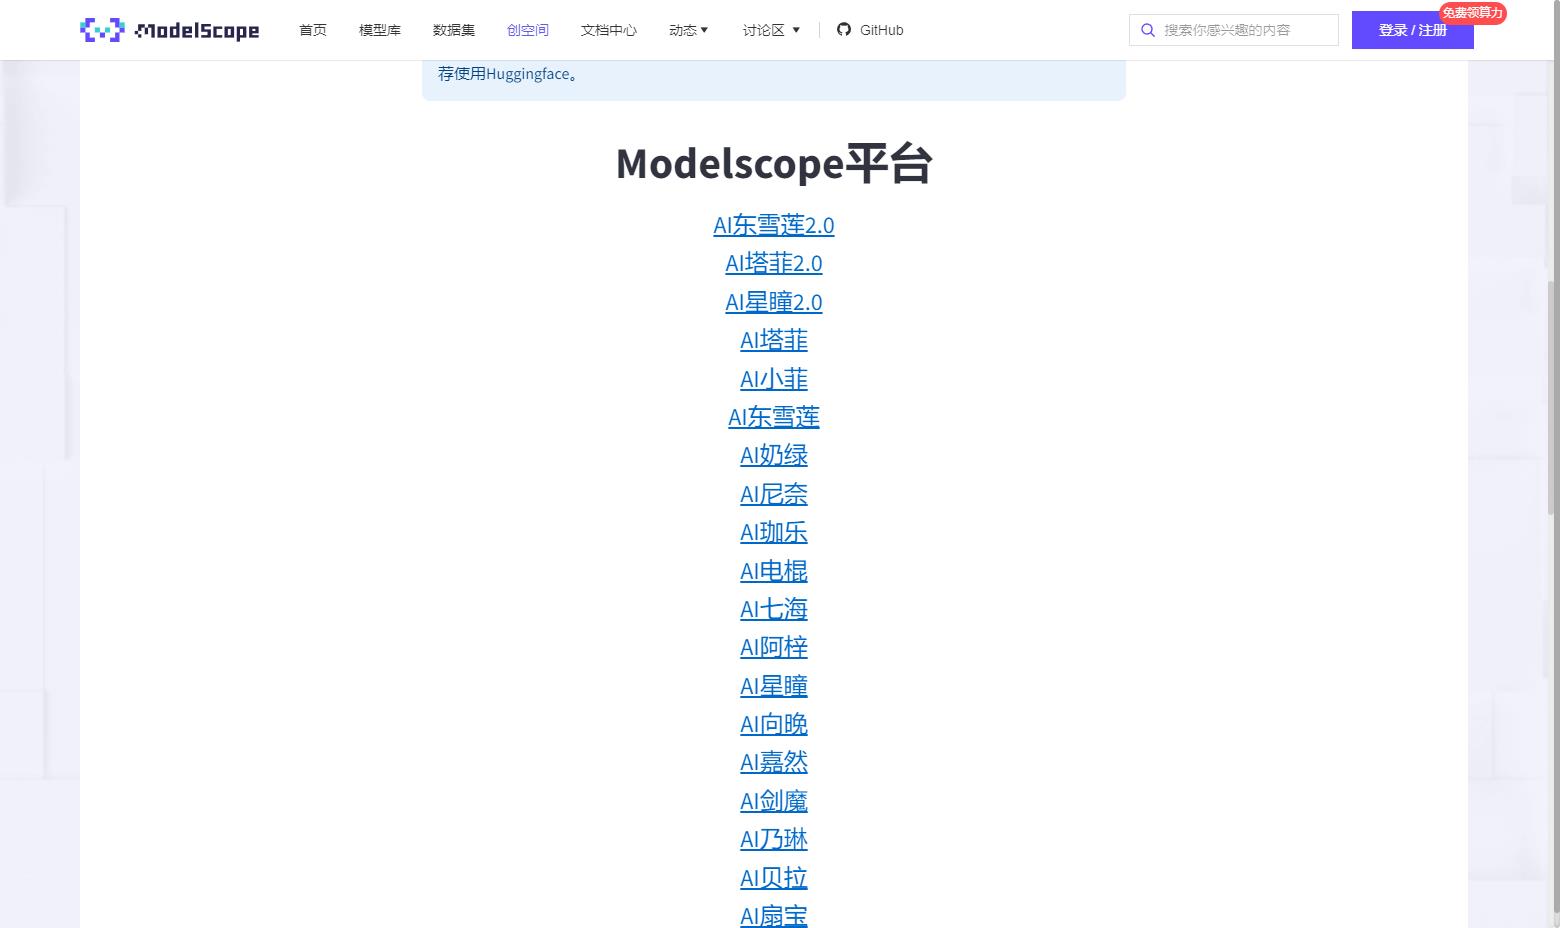 ModelScope
首页 模型库 数据集 创空间 文档中心 动态 讨论区 GitHub
搜索你感兴趣的内容
登录 / 注册
免费领算力
荐使用Huggingface。
Modelscope平台
AI东雪莲2.0
AI塔菲2.0
AI星瞳2.0
AI塔菲
AI小菲
AI东雪莲
AI奶绿
AI尼奈
AI珈乐
AI电棍
AI七海
AI阿梓
AI星瞳
AI向晚
AI嘉然
AI剑魔
AI乃琳
AI贝拉
AI扇宝